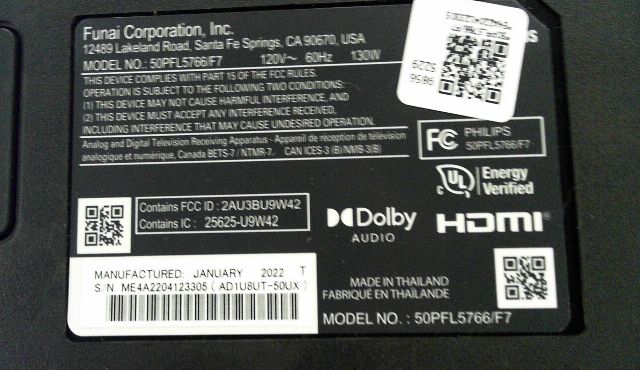 Funai Corporation, Inc.
12489 Lakeland Road, Santa Fe Springs, CA 90670, USA
MODEL NO.: 50PFL5766/F7 120V~ 60Hz 130W
THIS DEVICE COMPLIES WITH PART 15 OF THE FCC RULES.
OPERATION IS SUBJECT TO THE FOLLOWING TWO CONDITIONS:
(1) THIS DEVICE MAY NOT CAUSE HARMFUL INTERFERENCE, AND
(2) THIS DEVICE MUST ACCEPT ANY INTERFERENCE RECEIVED,
INCLUDING INTERFERENCE THAT MAY CAUSE UNDESIRED OPERATION.
Analog and Digital Television Receiving Apparatus - Appareil de réception de télévision
analogique et numérique, Canada BETS-7 / NTMR-7. CAN ICES-3 (B)/NMB-3(B)
FC PHILIPS
50PFL5766/F7
c UL Energy
Verified
Contains FCC ID : 2AU3BU9W42
Contains IC : 25625-U9W42
Dolby
AUDIO
HDMI®
MANUFACTURED: JANUARY 2022 T
S/N ME4A2204123305 ( AD1U8UT-50UX )
MADE IN THAILAND
FABRIQUÉ EN THAÏLANDE
MODEL NO. : 50PFL5766/F7